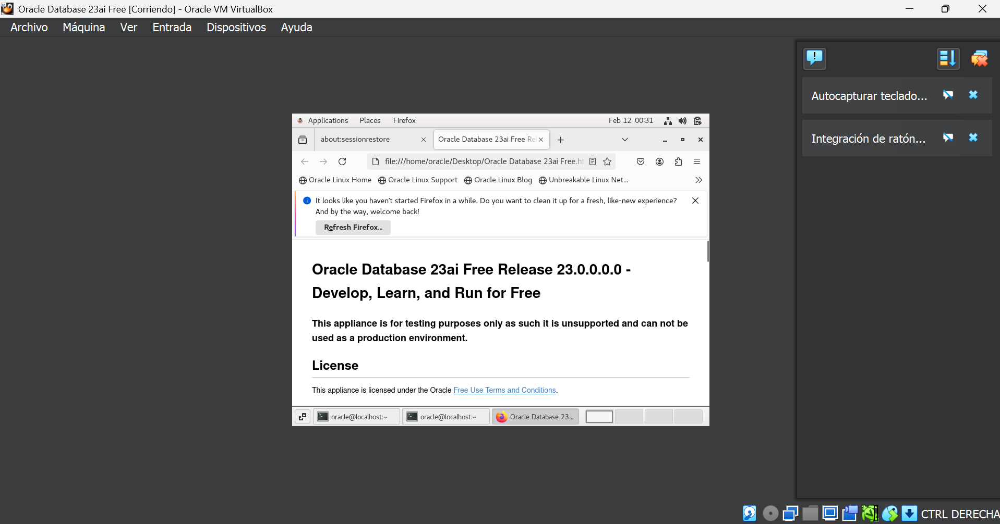 Oracle Database 23ai Free [Corriendo] - Oracle VM VirtualBox
Archivo Máquina Ver Entrada Dispositivos Ayuda
Autocapturar teclado...
Integración de ratón...
Applications Places Firefox Feb 12 00:31
about:sessionrestore Oracle Database 23ai Free Re
file:///home/oracle/Desktop/Oracle Database 23ai Free.ht
Oracle Linux Home Oracle Linux Support Oracle Linux Blog Unbreakable Linux Net...
It looks like you haven't started Firefox in a while. Do you want to clean it up for a fresh, like-new experience?
And by the way, welcome back!
Refresh Firefox...
Oracle Database 23ai Free Release 23.0.0.0.0 -
Develop, Learn, and Run for Free
This appliance is for testing purposes only as such it is unsupported and can not be
used as a production environment.
License
This appliance is licensed under the Oracle Free Use Terms and Conditions.
oracle@localhost:~ oracle@localhost:~ Oracle Database 23...
CTRL DERECHA